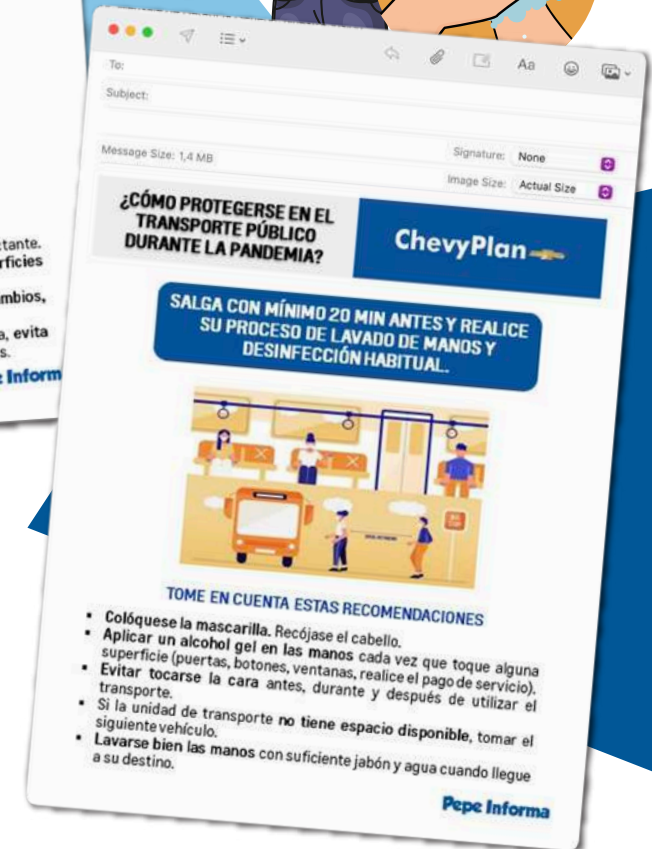 To:
Subject:
Message Size: 1,4 MB
Signature: None
Image Size: Actual Size
¿CÓMO PROTEGERSE EN EL
TRANSPORTE PÚBLICO
DURANTE LA PANDEMIA?
ChevyPlan
SALGA CON MÍNIMO 20 MIN ANTES Y REALICE
SU PROCESO DE LAVADO DE MANOS Y
DESINFECCIÓN HABITUAL.
BUS
STOP
TOME EN CUENTA ESTAS RECOMENDACIONES
▪ Colóquese la mascarilla. Recójase el cabello.
▪ Aplicar un alcohol gel en las manos cada vez que toque alguna
superficie (puertas, botones, ventanas, realice el pago de servicio).
▪ Evitar tocarse la cara antes, durante y después de utilizar el
transporte.
▪ Si la unidad de transporte no tiene espacio disponible, tomar el
siguiente vehículo.
▪ Lavarse bien las manos con suficiente jabón y agua cuando llegue
a su destino.
Pepe Informa
evita
Inform